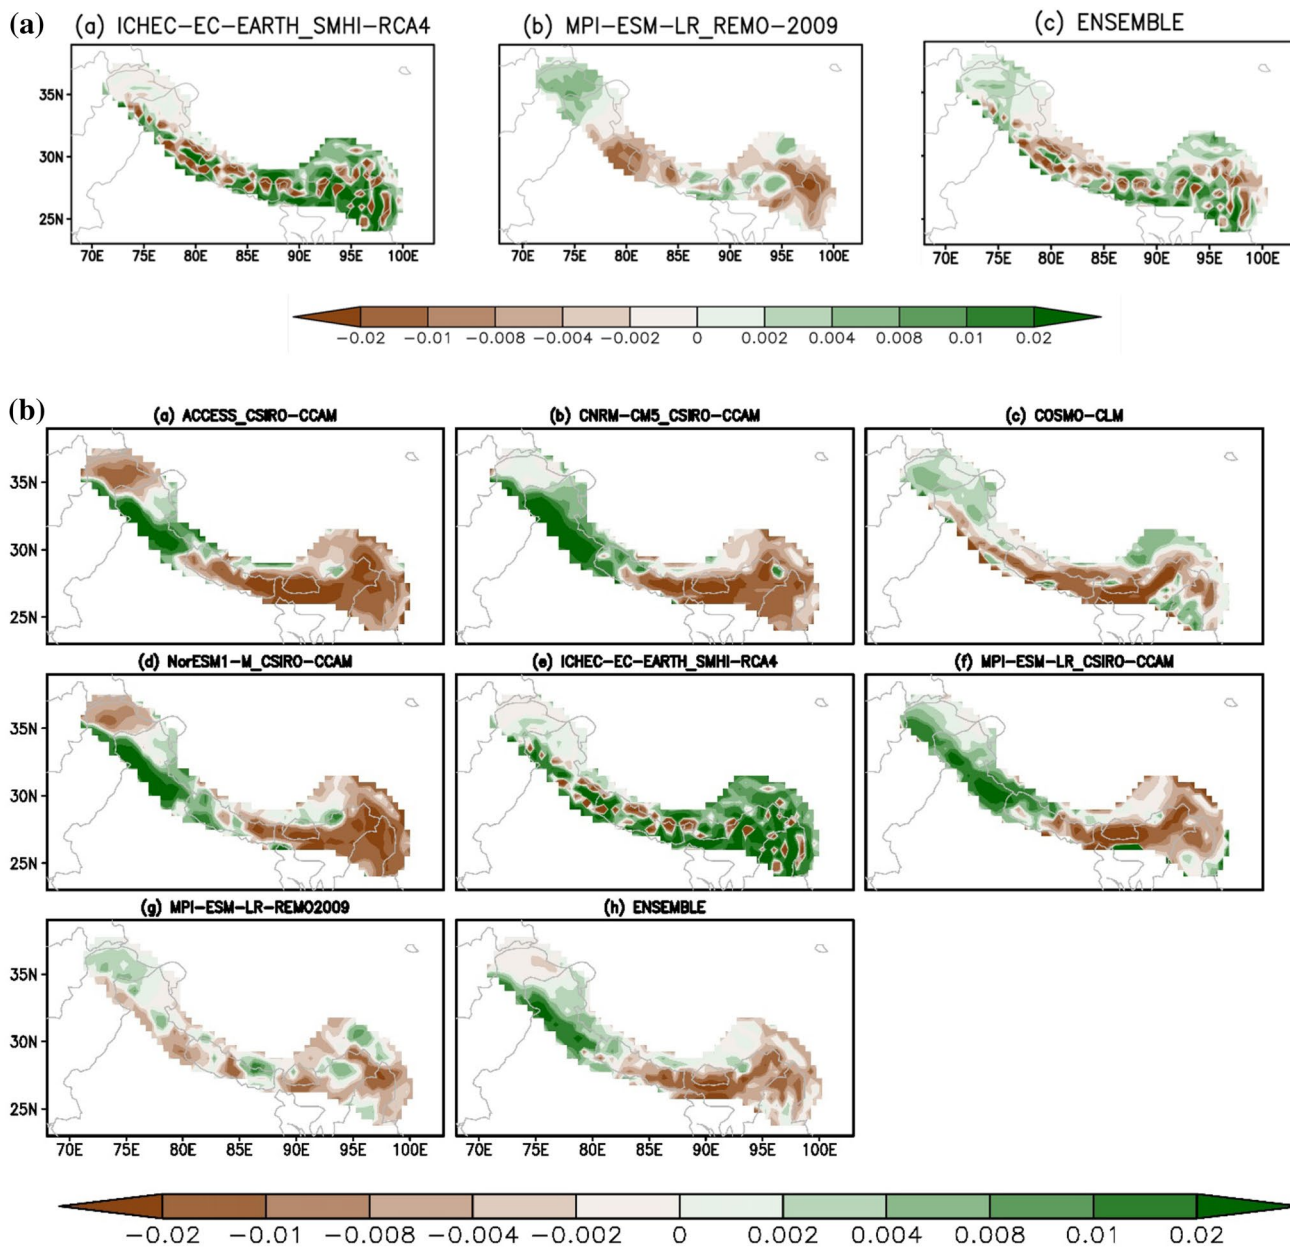 (a)
(a) ICHEC-EC-EARTH_SMHI-RCA4 (b) MPI-ESM-LR_REMO-2009 (c) ENSEMBLE
35N
30N
25N
70E 75E 80E 85E 90E 95E 100E 70E 75E 80E 85E 90E 95E 100E 70E 75E 80E 85E 90E 95E 100E
-0.02 -0.01 -0.008 -0.004 -0.002 0 0.002 0.004 0.008 0.01 0.02
(b)
(a) ACCESS_CSIRO-CCAM (b) CNRM-CM5_CSIRO-CCAM (c) COSMO-CLM
35N
30N
25N
(d) NorESM1-M_CSIRO-CCAM (e) ICHEC-EC-EARTH_SMHI-RCA4 (f) MPI-ESM-LR_CSIRO-CCAM
35N
30N
25N
(g) MPI-ESM-LR-REMO2009 (h) ENSEMBLE
35N
30N
25N
70E 75E 80E 85E 90E 95E 100E 70E 75E 80E 85E 90E 95E 100E
-0.02 -0.01 -0.008 -0.004 -0.002 0 0.002 0.004 0.008 0.01 0.02